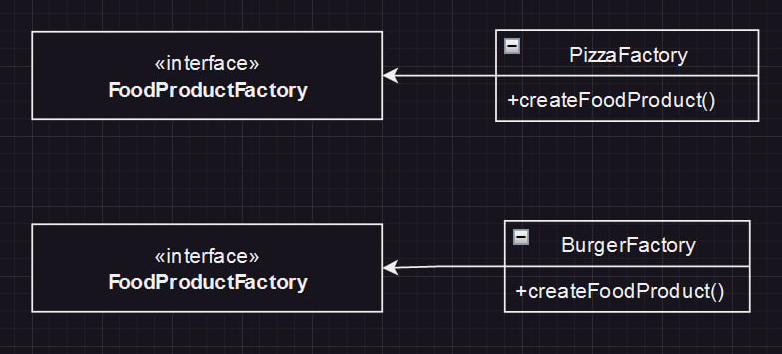 «interface»
FoodProductFactory
PizzaFactory
+createFoodProduct()
«interface»
FoodProductFactory
BurgerFactory
+createFoodProduct()